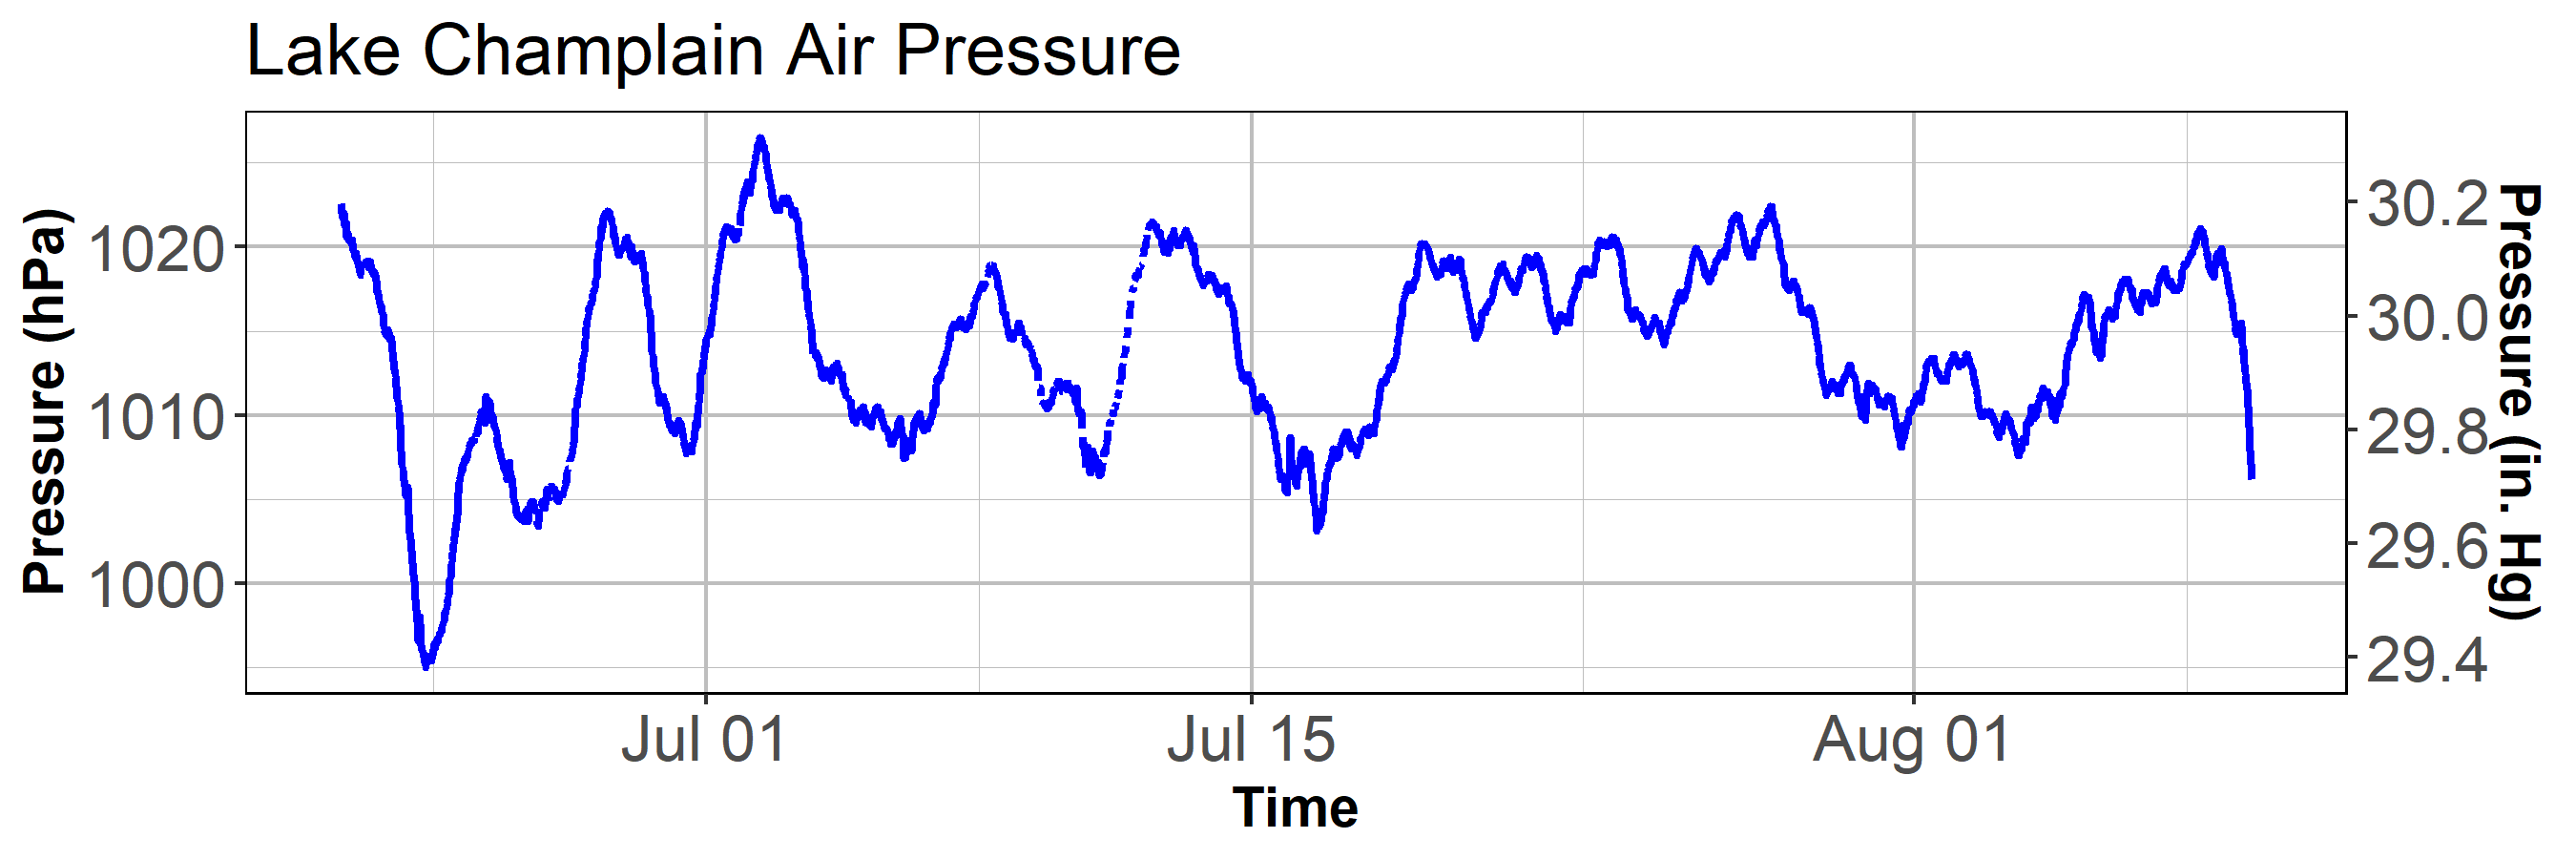 Lake Champlain Air Pressure
Pressure (hPa)
1020
1010
1000
30.2
30.0
29.8
29.6
29.4
Pressure (in. Hg)
Jul 01
Jul 15
Aug 01
Time